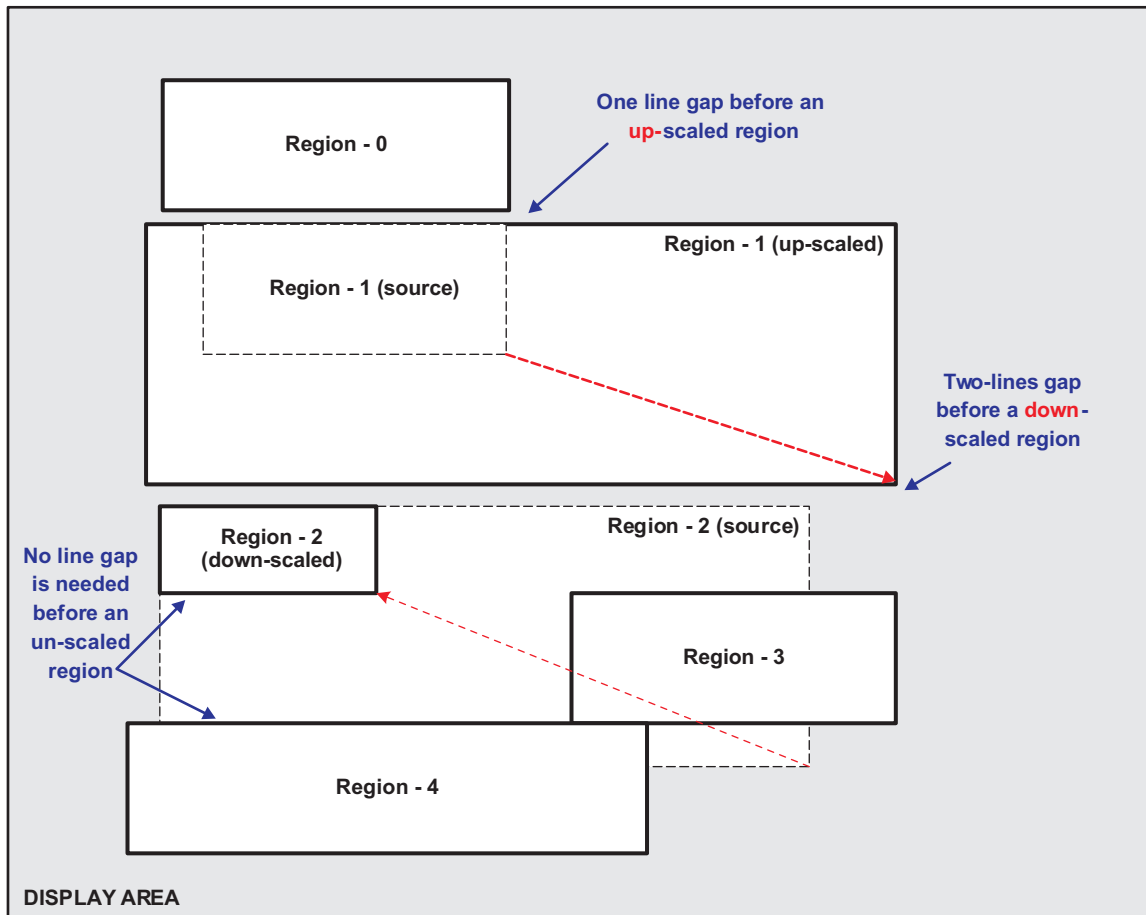 Region - 0
One line gap before an
up-scaled region
Region - 1 (up-scaled)
Region - 1 (source)
Two-lines gap
before a down-
scaled region
Region - 2
(down-scaled)
Region - 2 (source)
No line gap
is needed
before an
un-scaled
region
Region - 3
Region - 4
DISPLAY AREA